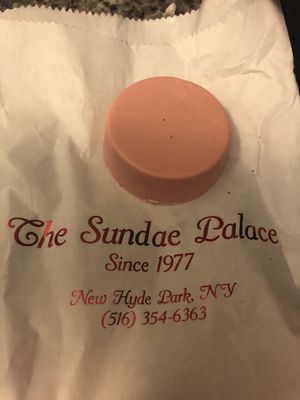 The Sundae Palace
Since 1977
New Hyde Park, NY
(516) 354-6363